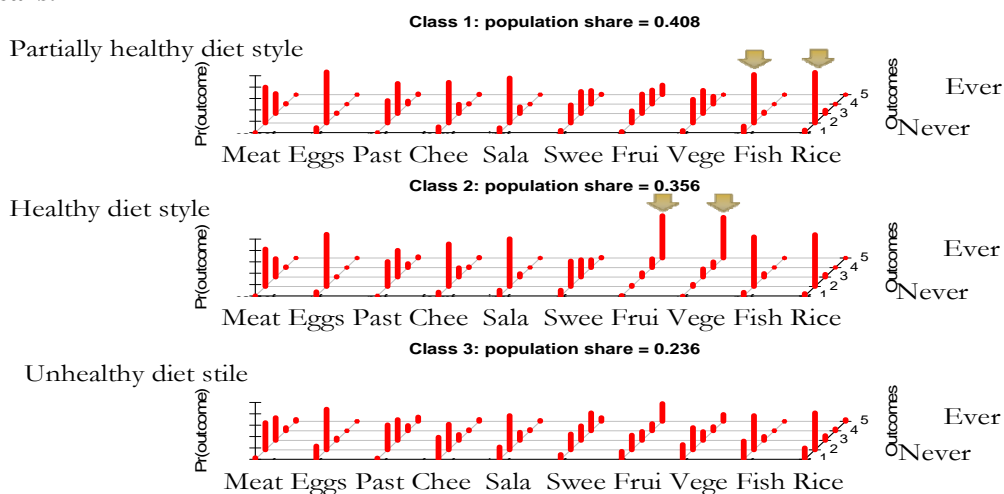 Class 1: population share = 0.408
Partially healthy diet style
Pr(outcome)
Outcomes
1 2 3 4 5
Ever
Never
Meat Eggs Past Chee Sala Swee Frui Vege Fish Rice
Class 2: population share = 0.356
Healthy diet style
Pr(outcome)
Outcomes
1 2 3 4 5
Ever
Never
Meat Eggs Past Chee Sala Swee Frui Vege Fish Rice
Class 3: population share = 0.236
Unhealthy diet stile
Pr(outcome)
Outcomes
1 2 3 4 5
Ever
Never
Meat Eggs Past Chee Sala Swee Frui Vege Fish Rice